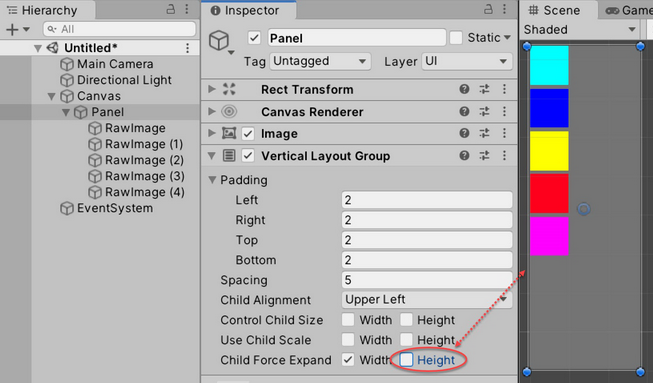 Hierarchy
All
Untitled*
Main Camera
Directional Light
Canvas
Panel
RawImage
RawImage (1)
RawImage (2)
RawImage (3)
RawImage (4)
EventSystem
Inspector
Panel
Static
Tag Untagged Layer UI
Rect Transform
Canvas Renderer
Image
Vertical Layout Group
Padding
Left 2
Right 2
Top 2
Bottom 2
Spacing 5
Child Alignment Upper Left
Control Child Size Width Height
Use Child Scale Width Height
Child Force Expand Width Height
Scene Game
Shaded